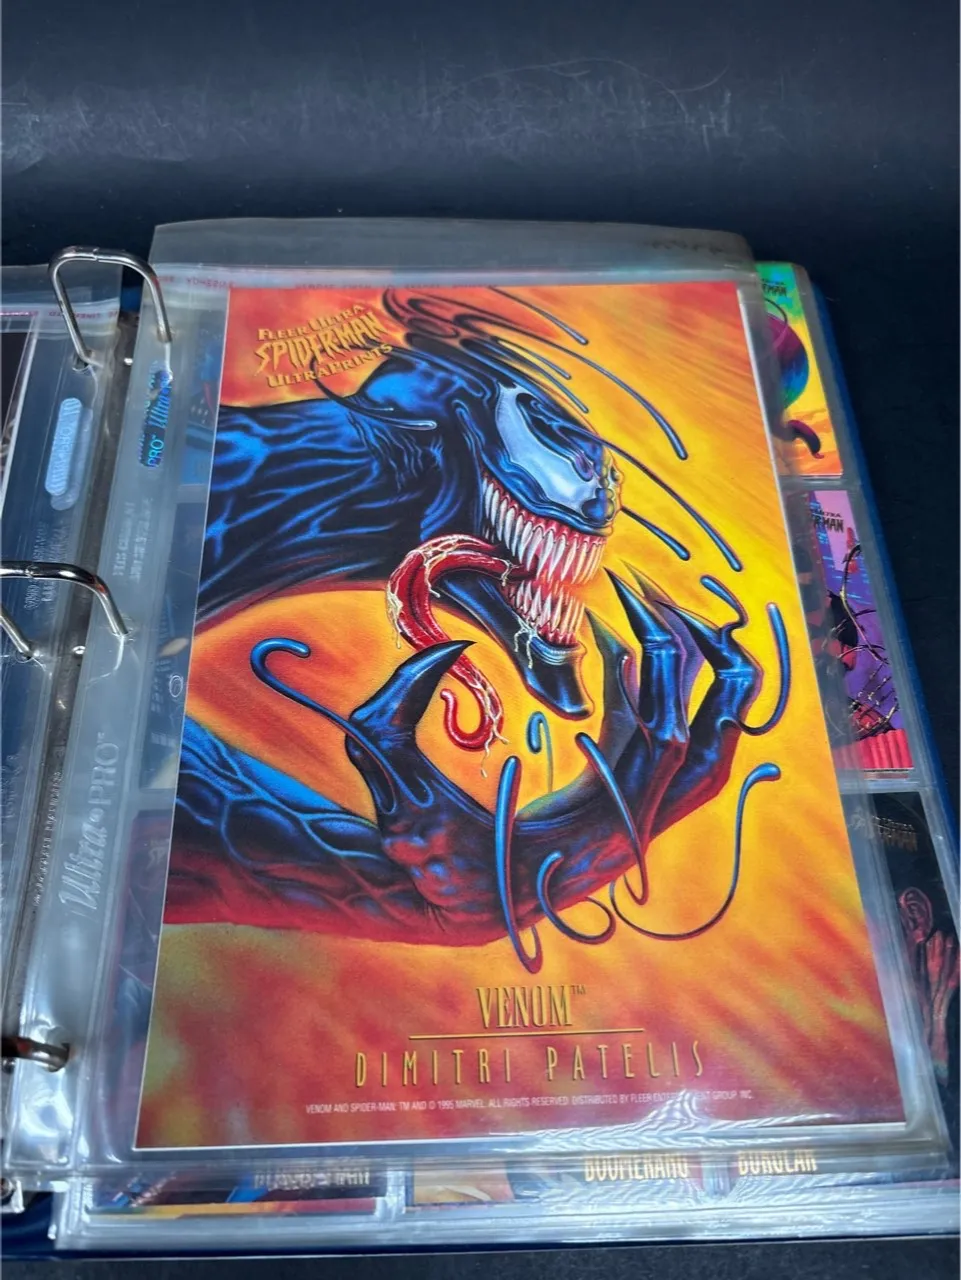 FLEER ULTRA
SPIDER-MAN
ULTRAPRINTS
VENOM™
DIMITRI PATELIS
VENOM AND SPIDER-MAN: TM AND © 1995 MARVEL. ALL RIGHTS RESERVED. DISTRIBUTED BY FLEER ENTERTAINMENT GROUP, INC.
Ultra•PRO
BOOMERANG
BURGLAR